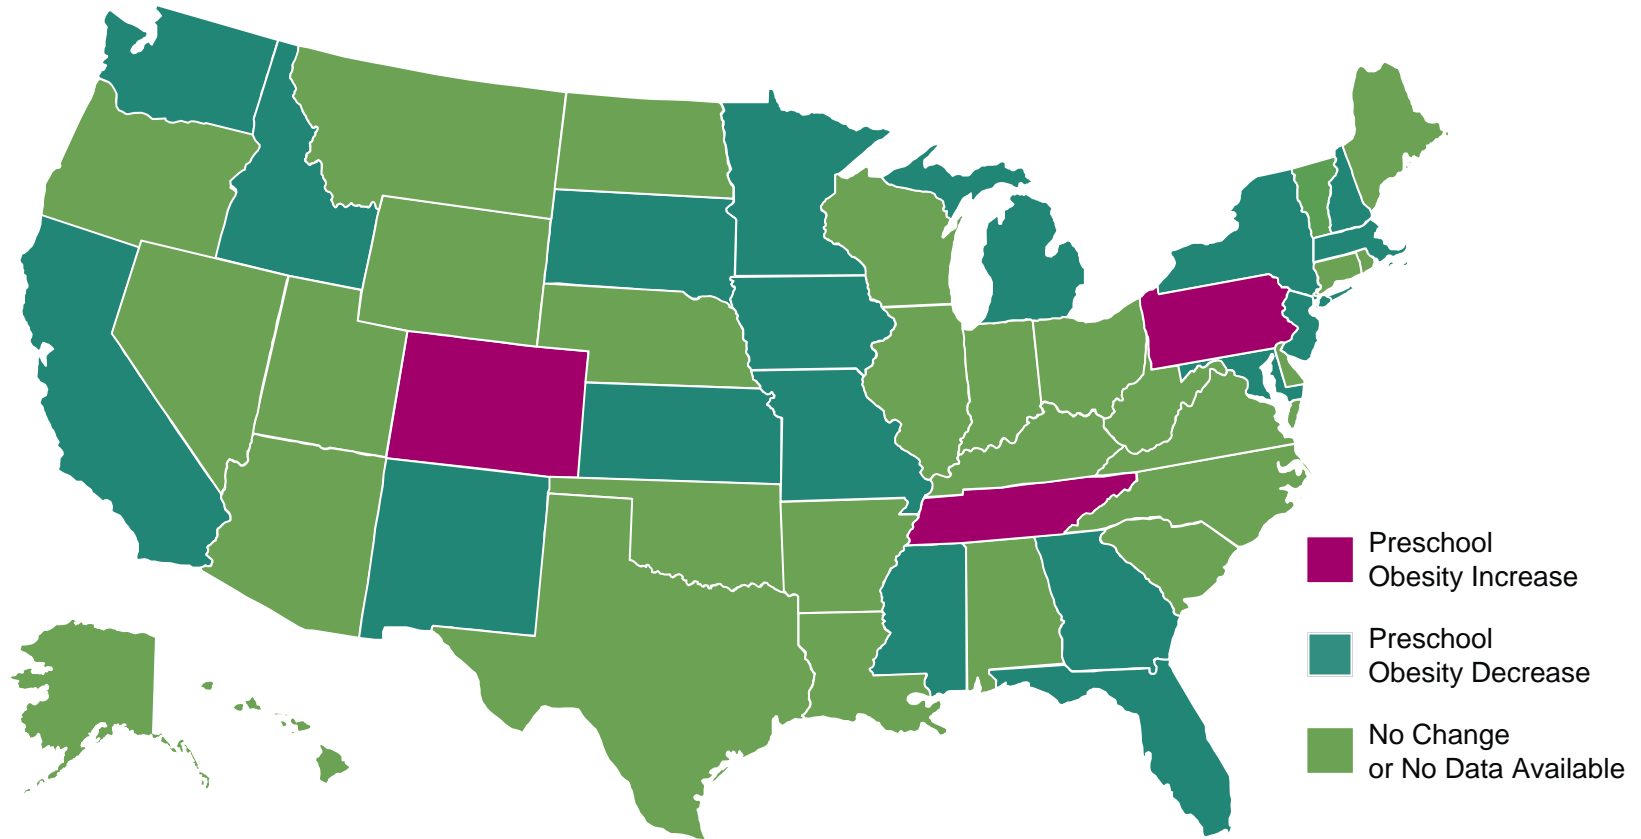 Preschool
Obesity Increase
Preschool
Obesity Decrease
No Change
or No Data Available